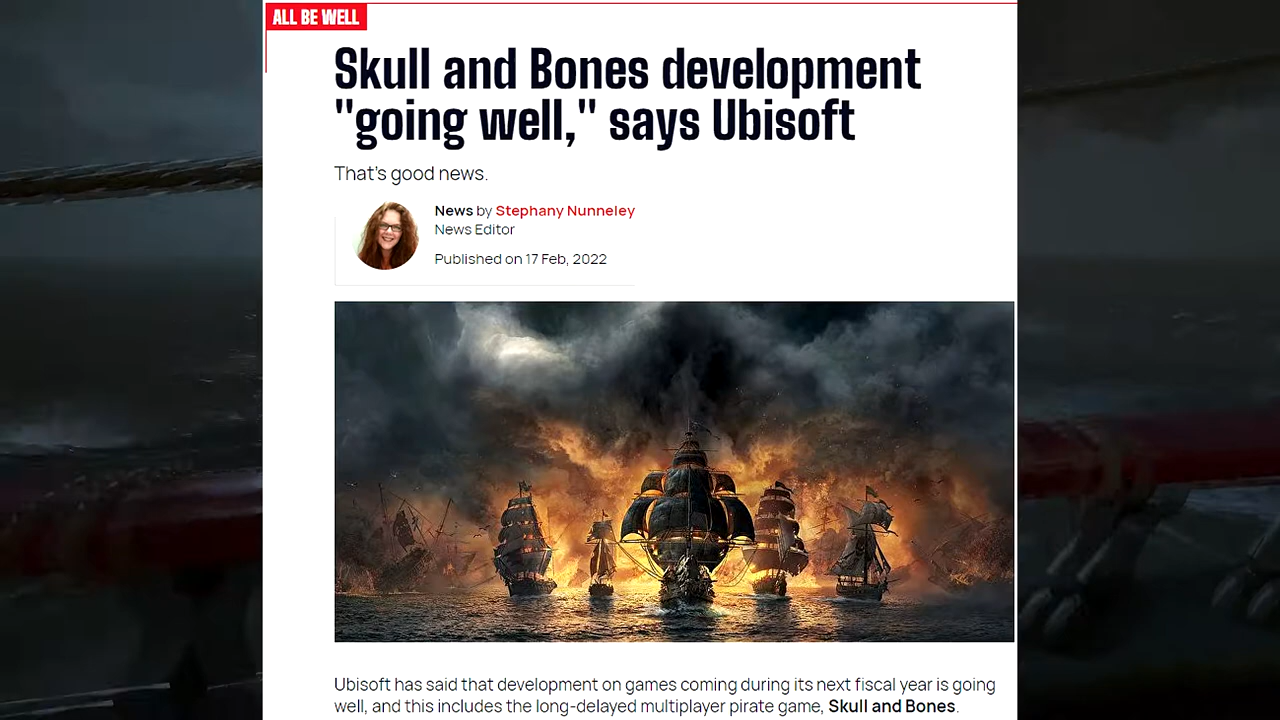 ALL BE WELL
Skull and Bones development
"going well," says Ubisoft
That's good news.
News by Stephany Nunneley
News Editor
Published on 17 Feb, 2022
Ubisoft has said that development on games coming during its next fiscal year is going
well, and this includes the long-delayed multiplayer pirate game, Skull and Bones.